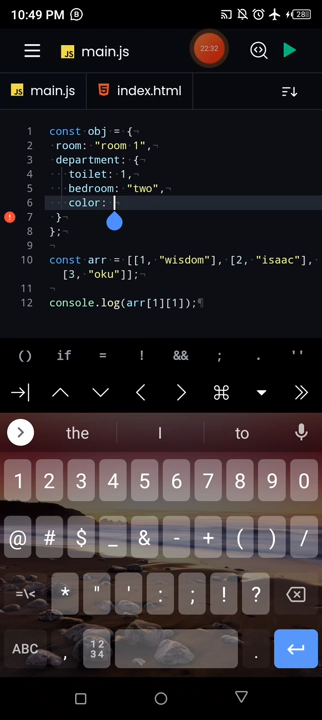 10:49 PM
28
main.js
22:32
main.js
index.html
1 const obj = {
2 room: "room 1",
3 department: {
4 toilet: 1,
5 bedroom: "two",
6 color:
7 }
8 };
9
10 const arr = [[1, "wisdom"], [2, "isaac"],
[3, "oku"]];
11
12 console.log(arr[1][1]);
() if = ! && ; . ''
the I to
1 2 3 4 5 6 7 8 9 0
@ # $ _ & - + ( ) /
=\< * " ' : ; ! ?
ABC , 12 34 .